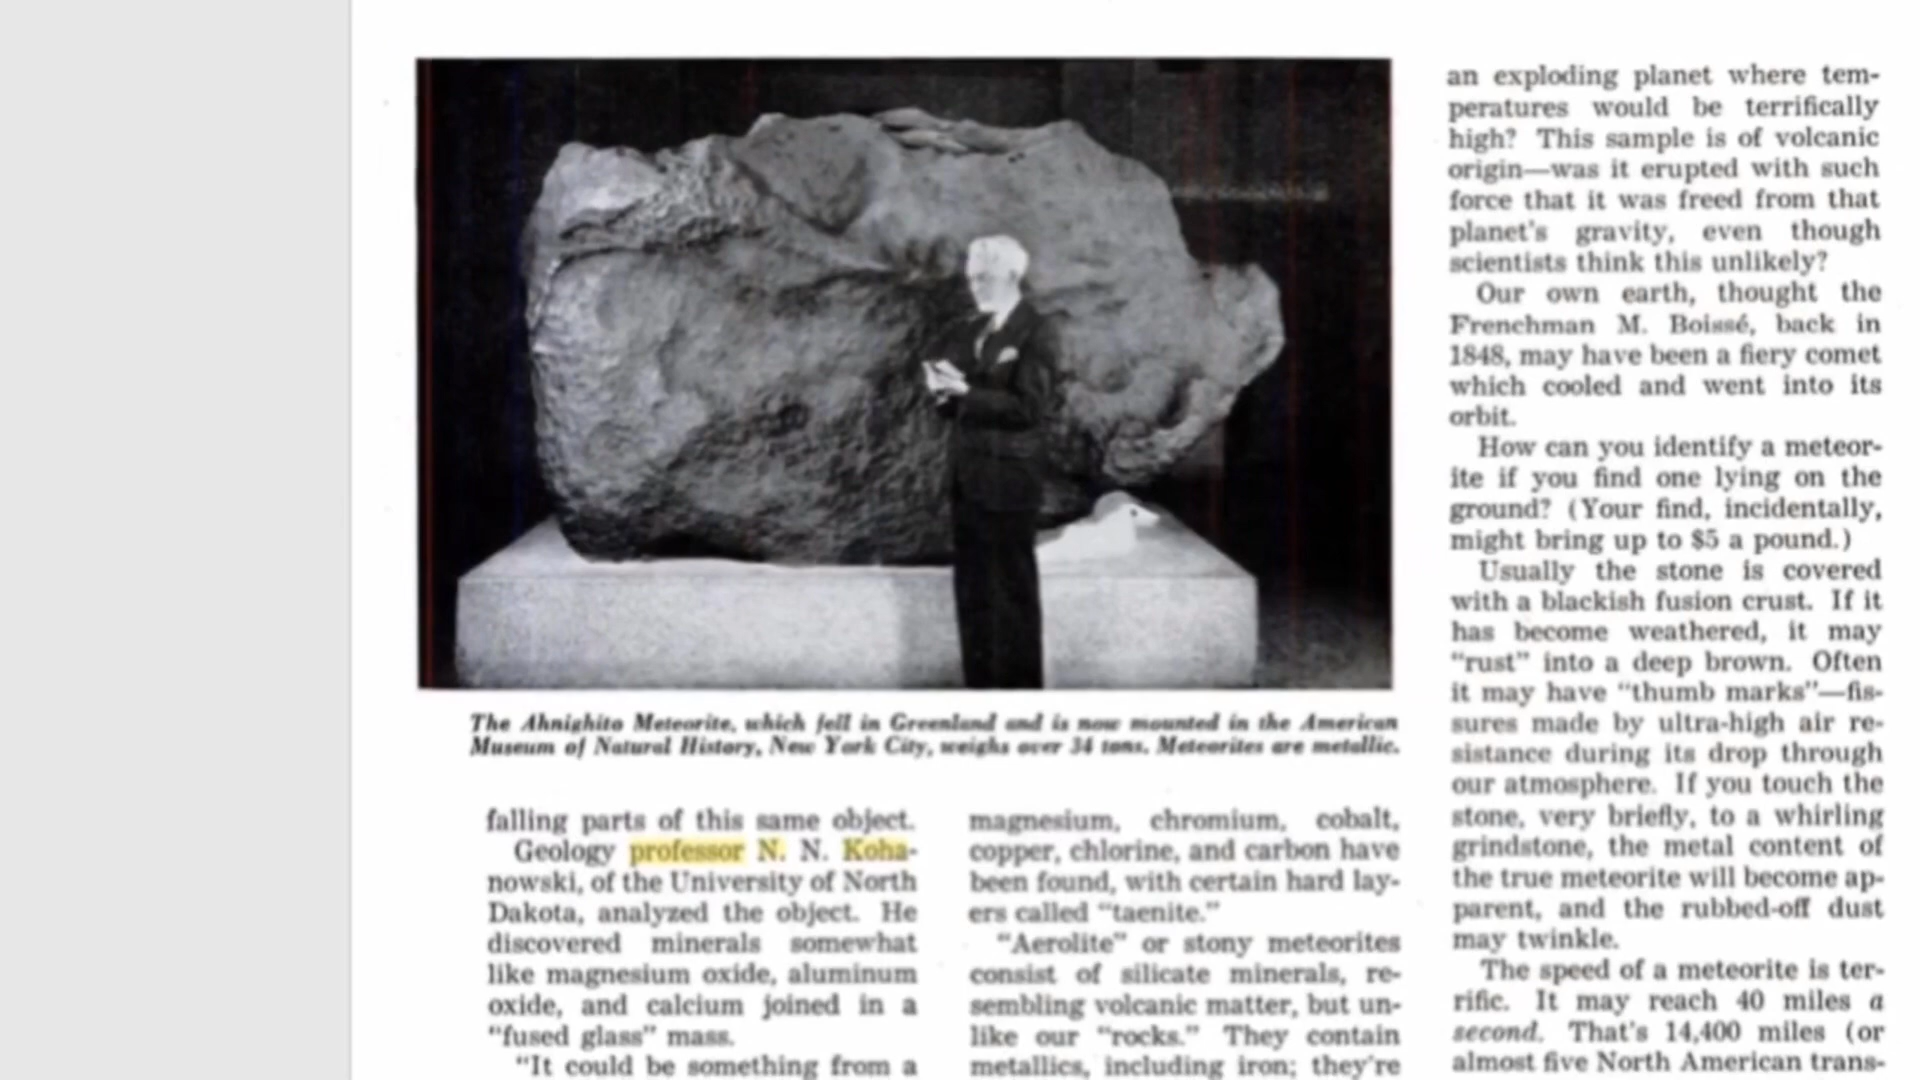 The Ahnighito Meteorite, which fell in Greenland and is now mounted in the American
Museum of Natural History, New York City, weighs over 34 tons. Meteorites are metallic.
falling parts of this same object.
Geology professor N. N. Koha-
nowski, of the University of North
Dakota, analyzed the object. He
discovered minerals somewhat
like magnesium oxide, aluminum
oxide, and calcium joined in a
"fused glass" mass.
"It could be something from a
magnesium, chromium, cobalt,
copper, chlorine, and carbon have
been found, with certain hard lay-
ers called "taenite."
"Aerolite" or stony meteorites
consist of silicate minerals, re-
sembling volcanic matter, but un-
like our "rocks." They contain
metallics, including iron; they're
an exploding planet where tem-
peratures would be terrifically
high? This sample is of volcanic
origin—was it erupted with such
force that it was freed from that
planet's gravity, even though
scientists think this unlikely?
Our own earth, thought the
Frenchman M. Boissé, back in
1848, may have been a fiery comet
which cooled and went into its
orbit.
How can you identify a meteor-
ite if you find one lying on the
ground? (Your find, incidentally,
might bring up to $5 a pound.)
Usually the stone is covered
with a blackish fusion crust. If it
has become weathered, it may
"rust" into a deep brown. Often
it may have "thumb marks"—fis-
sures made by ultra-high air re-
sistance during its drop through
our atmosphere. If you touch the
stone, very briefly, to a whirling
grindstone, the metal content of
the true meteorite will become ap-
parent, and the rubbed-off dust
may twinkle.
The speed of a meteorite is ter-
rific. It may reach 40 miles a
second. That's 14,400 miles (or
almost five North American trans-